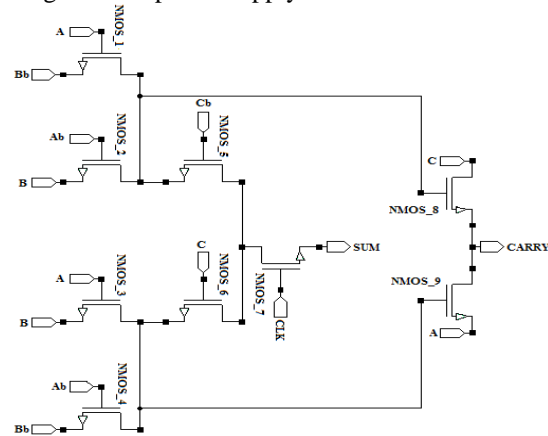 A
NMOS_1
Bb
Ab
NMOS_2
B
Cb
NMOS_5
C
NMOS_8
SUM
CARRY
A
NMOS_3
B
C
NMOS_6
NMOS_7
CLK
NMOS_9
A
Ab
NMOS_4
Bb